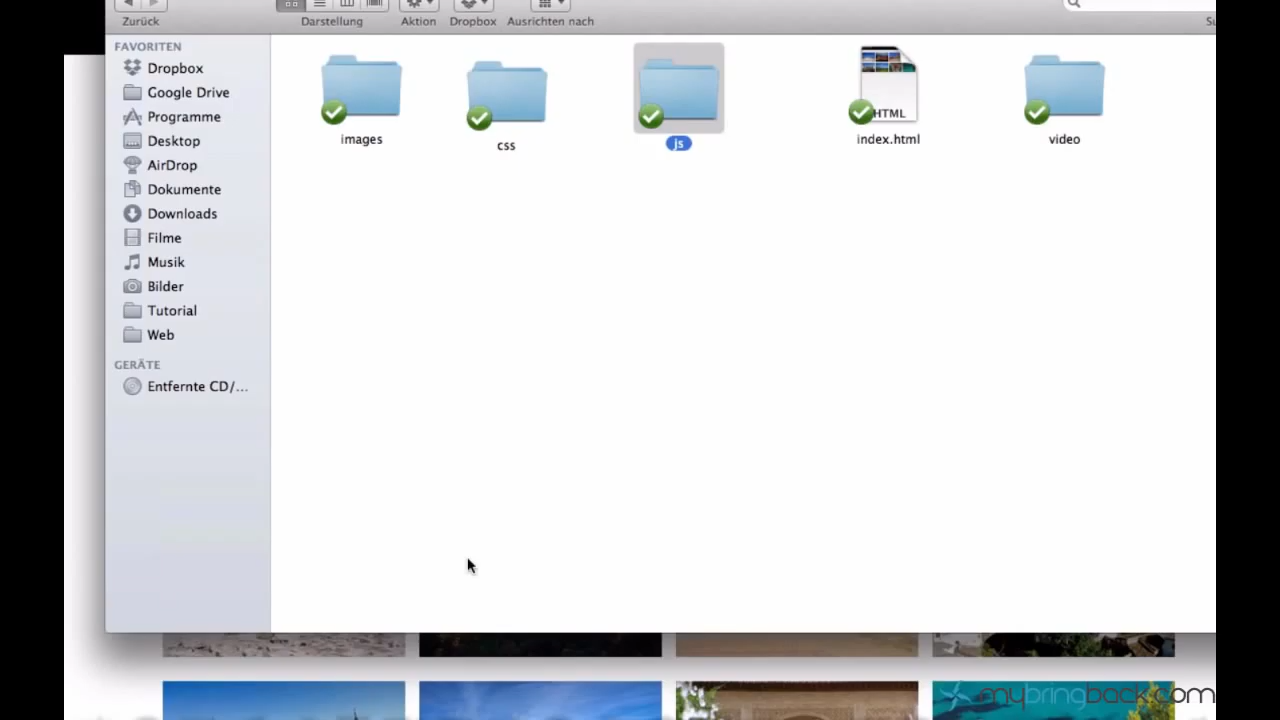 Zurück
Darstellung
Aktion
Dropbox
Ausrichten nach
Su
FAVORITEN
Dropbox
Google Drive
Programme
Desktop
AirDrop
Dokumente
Downloads
Filme
Musik
Bilder
Tutorial
Web
GERÄTE
Entfernte CD/...
images
css
js
HTML
index.html
video
mybringback.com